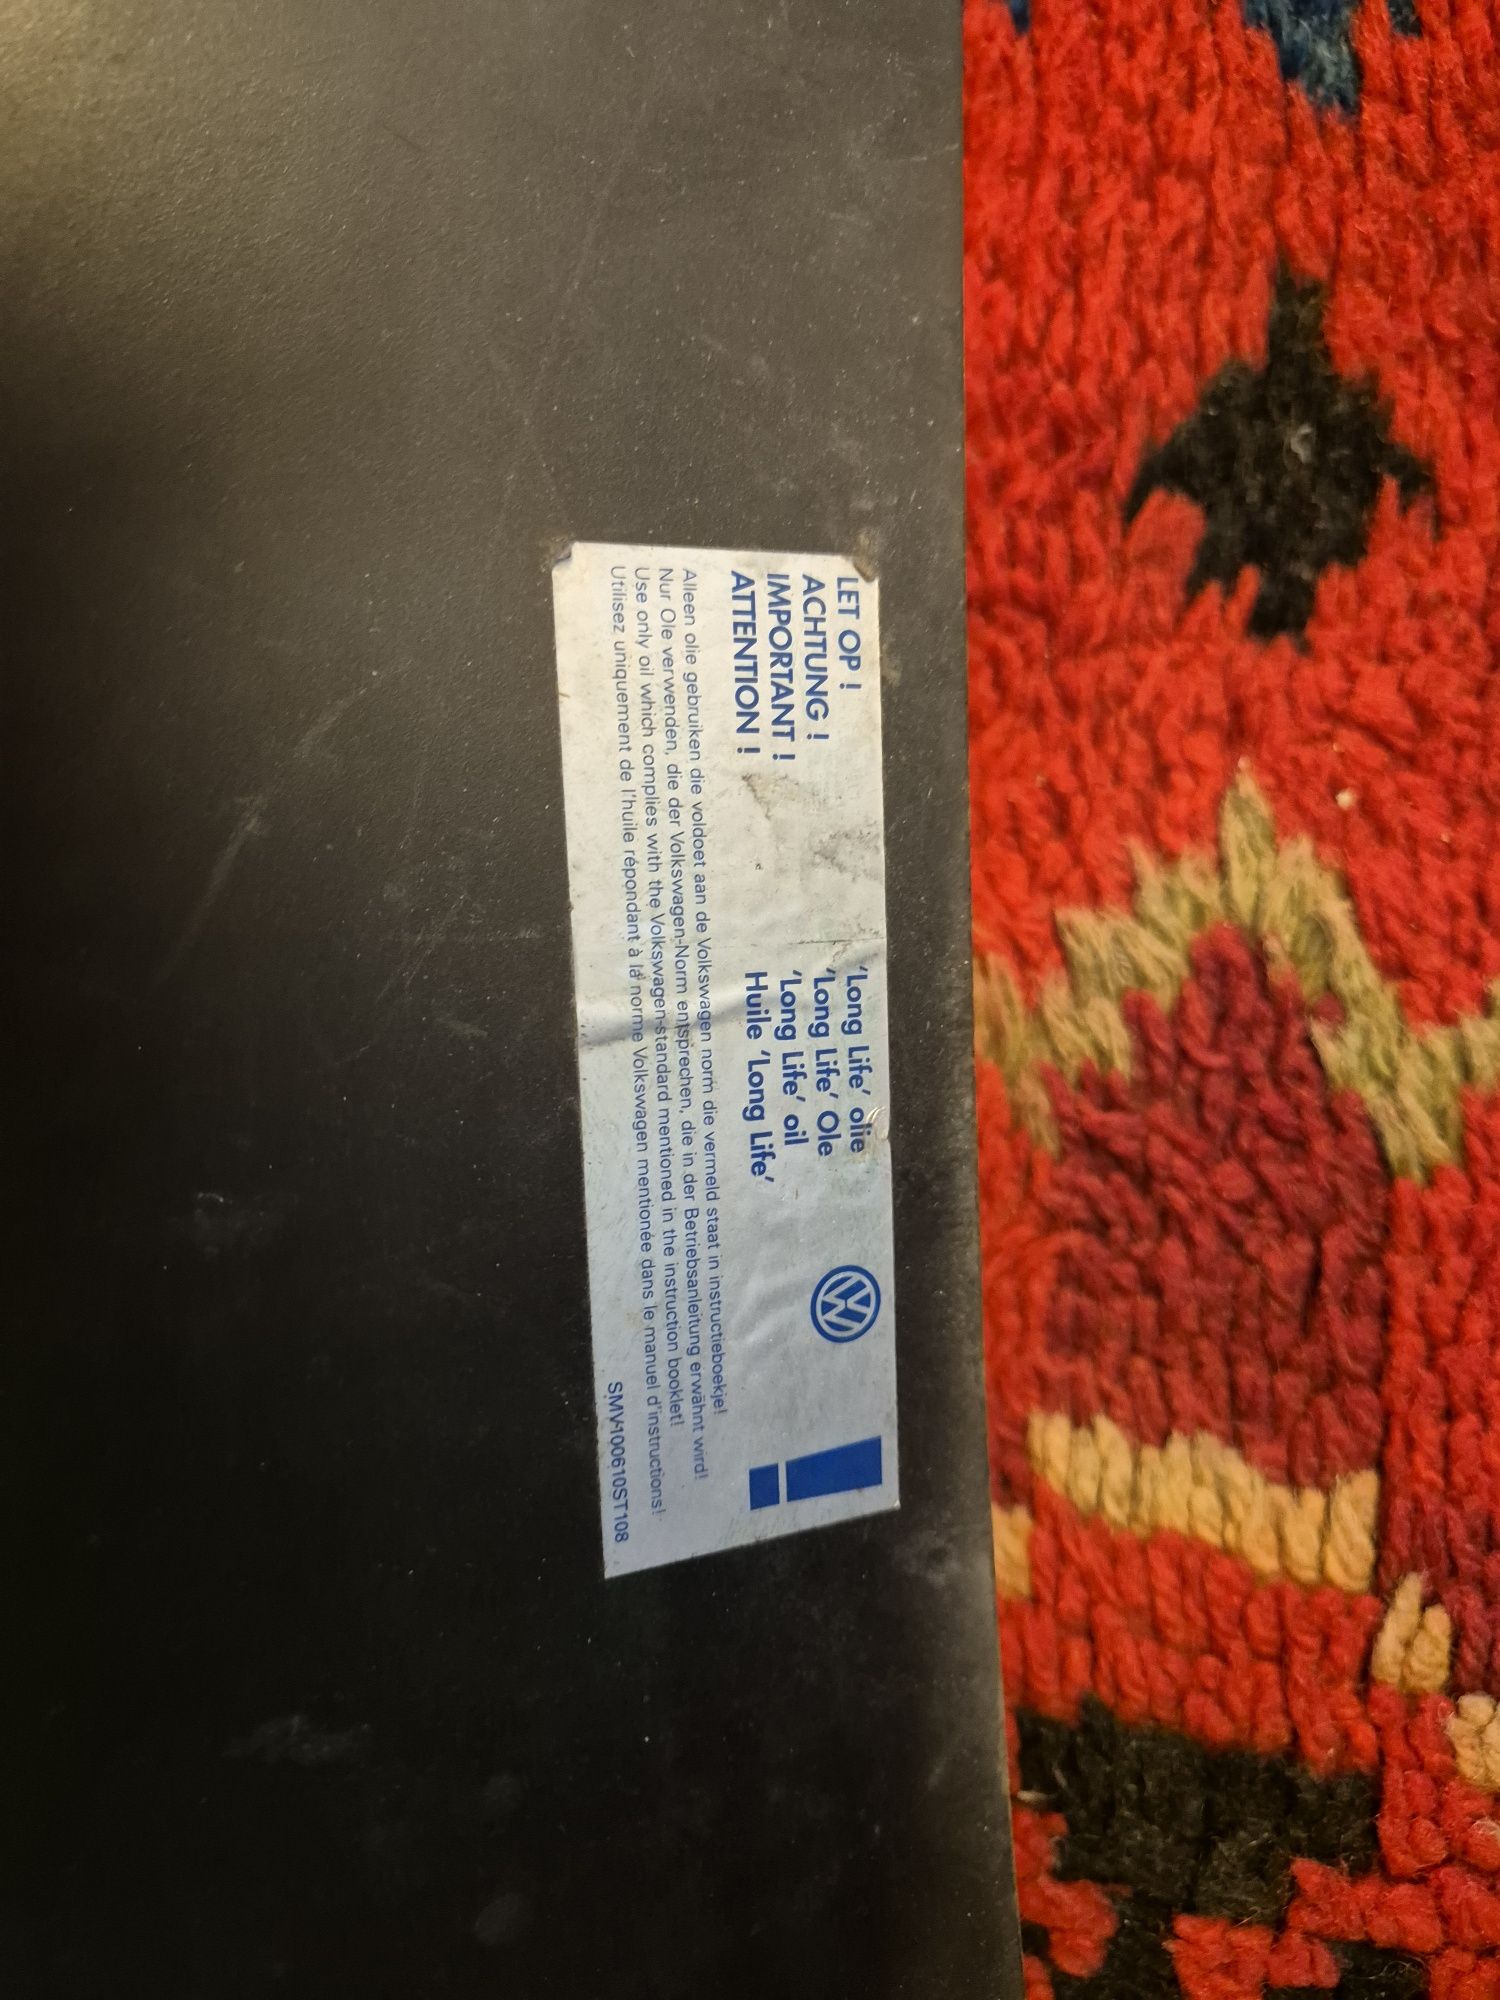 LET OP !
ACHTUNG !
IMPORTANT !
ATTENTION !
'Long Life' olie
'Long Life' Ole
'Long Life' oil
Huile 'Long Life'
Alleen olie gebruiken die voldoet aan de Volkswagen norm die vermeld staat in instructieboekje!
Nur Ole verwenden, die der Volkswagen-Norm entsprechen, die in der Betriebsanleitung erwähnt wird!
Use only oil which complies with the Volkswagen-standard mentioned in the instruction booklet!
Utilisez uniquement de l'huile répondant à la norme Volkswagen mentionée dans le manuel d'instructions!
SMV100610ST108